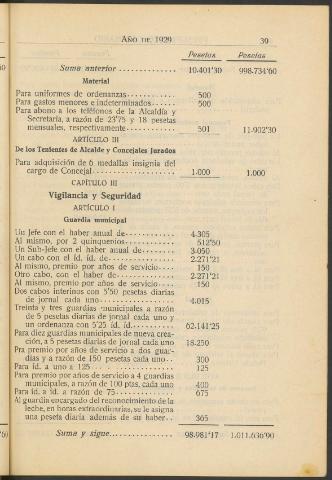 AÑO DE 1929 39
Pesetas Pesetas
Suma anterior . . . . . . . . . . . . . . 10.401'30 998.734'60
Material
Para uniformes de ordenanzas . . . . . . . . . . . . 500
Para gastos menores e indeterminados . . . . . . 500
Para abono a los teléfonos de la Alcaldía y
Secretaría, a razón de 23'75 y 18 pesetas
mensuales, respectivamente . . . . . . . . . . . . 501 11.902'30
ARTÍCULO III
De los Tenientes de Alcalde y Concejales Jurados
Para adquisición de 6 medallas insignia del
cargo de Concejal . . . . . . . . . . . . . . . . . . . . 1.000 1.000
CAPÍTULO III
Vigilancia y Seguridad
ARTÍCULO I
Guardia municipal
Un Jefe con el haber anual de . . . . . . . . . . . . 4.305
Al mismo, por 2 quinquenios . . . . . . . . . . . . 512'50
Un Sub-Jefe con el haber anual de . . . . . . . . 3.050
Un cabo con el íd. íd. de . . . . . . . . . . . . . . . . 2.271'21
Al mismo, premio por años de servicio . . . . 150
Otro cabo, con el haber de . . . . . . . . . . . . . . 2.271'21
Al mismo, premio por años de servicio . . . . 150
Dos cabos interinos con 5'50 pesetas diarias
de jornal cada uno . . . . . . . . . . . . . . . . . . 4.015
Treinta y tres guardias municipales a razón
de 5 pesetas diarias de jornal cada uno y
un ordenanza con 5'25 íd. íd. . . . . . . . . . . 62.141'25
Para diez guardias municipales de nueva crea-
ción, a 5 pesetas diarias de jornal cada uno 18.250
Pra premio por años de servicio a dos guar-
dias y a razón de 150 pesetas cada uno . . . 300
Para íd. a uno a 125 . . . . . . . . . . . . . . . . . . . . 125
Para premio por años de servicio a 4 guardias
municipales, a razón de 100 ptas, cada uno 400
Para íd. a íd. a razón de 75 . . . . . . . . . . . . . . 675
Al guardia encargado del reconocimiento de la
leche, en horas extraordinarias, se le asigna
una peseta diaria además de su haber . . 365
Suma y sigue . . . . . . . . . . . . . . . 98.981'17 1.011.636'90